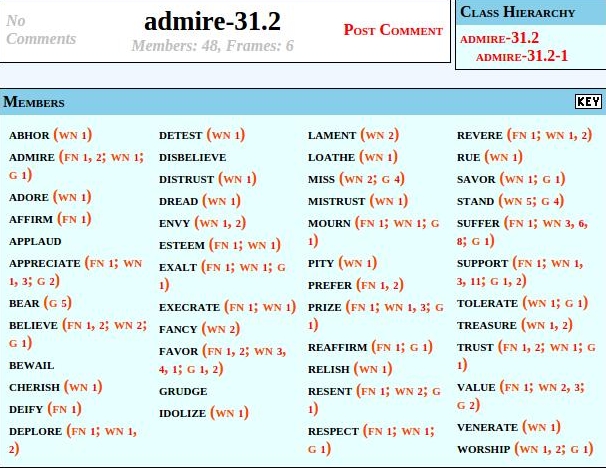 No Comments
admire-31.2
Members: 48, Frames: 6
POST COMMENT
CLASS HIERARCHY
ADMIRE-31.2
ADMIRE-31.2-1
MEMBERS
KEY
ABHOR (WN 1)
ADMIRE (FN 1, 2; WN 1;
G 1)
ADORE (WN 1)
AFFIRM (FN 1)
APPLAUD
APPRECIATE (FN 1; WN
1, 3; G 2)
BEAR (G 5)
BELIEVE (FN 1, 2; WN 2;
G 1)
BEWAIL
CHERISH (WN 1)
DEIFY (FN 1)
DEPLORE (FN 1; WN 1,
2)
DETEST (WN 1)
DISBELIEVE
DISTRUST (WN 1)
DREAD (WN 1)
ENVY (WN 1, 2)
ESTEEM (FN 1; WN 1)
EXALT (FN 1; WN 1; G
1)
EXECRATE (FN 1; WN 1)
FANCY (WN 2)
FAVOR (FN 1, 2; WN 3,
4, 1; G 1, 2)
GRUDGE
IDOLIZE (WN 1)
LAMENT (WN 2)
LOATHE (WN 1)
MISS (WN 2; G 4)
MISTRUST (WN 1)
MOURN (FN 1; WN 1; G
1)
PITY (WN 1)
PREFER (FN 1, 2)
PRIZE (FN 1; WN 1, 3; G
1)
REAFFIRM (FN 1; G 1)
RELISH (WN 1)
RESENT (FN 1; WN 2; G
1)
RESPECT (FN 1; WN 1;
G 1)
REVERE (FN 1; WN 1, 2)
RUE (WN 1)
SAVOR (WN 1; G 1)
STAND (WN 5; G 4)
SUFFER (FN 1; WN 3, 6,
8; G 1)
SUPPORT (FN 1; WN 1,
3, 11; G 1, 2)
TOLERATE (WN 1; G 1)
TREASURE (WN 1, 2)
TRUST (FN 1, 2; WN 1; G
1)
VALUE (FN 1; WN 2, 3;
G 2)
VENERATE (WN 1)
WORSHIP (WN 1, 2; G 1)